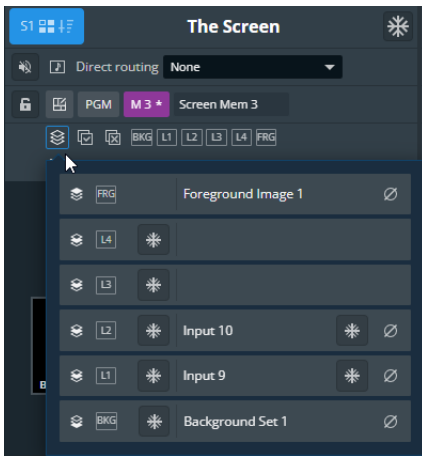 S1 The Screen
Direct routing None
PGM M 3 * Screen Mem 3
BKG L1 L2 L3 L4 FRG
FRG Foreground Image 1
L4
L3
L2 Input 10
L1 Input 9
B
BKG Background Set 1